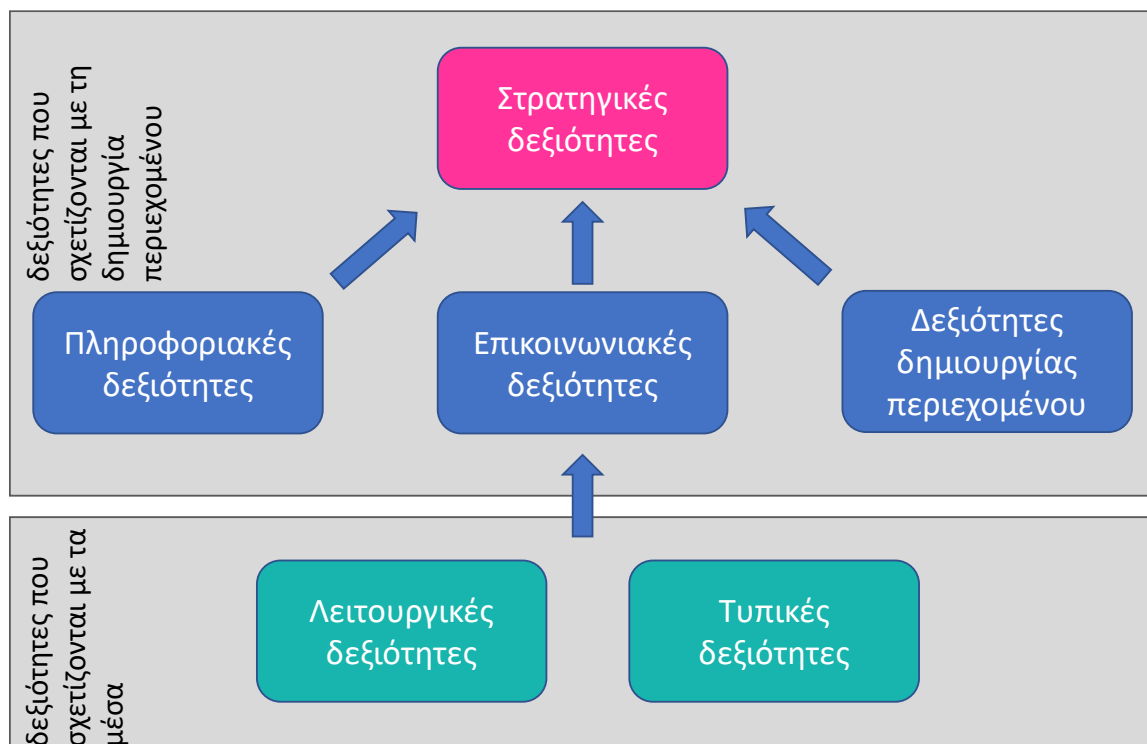 δεξιότητες που
σχετίζονται με τη
δημιουργία
περιεχομένου
Στρατηγικές
δεξιότητες
Πληροφοριακές
δεξιότητες
Επικοινωνιακές
δεξιότητες
Δεξιότητες
δημιουργίας
περιεχομένου
δεξιότητες που
σχετίζονται με τα
μέσα
Λειτουργικές
δεξιότητες
Τυπικές
δεξιότητες